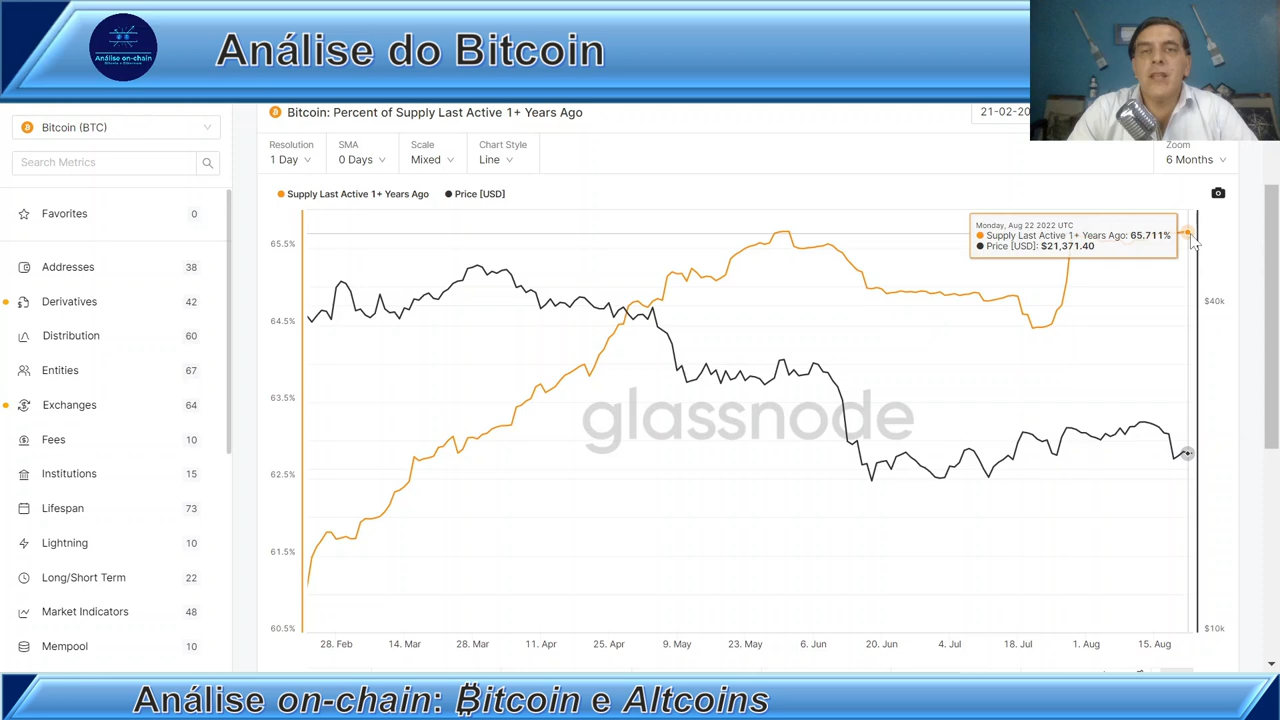 Análise do Bitcoin
Análise on-chain
Bitcoin (BTC)
Search Metrics
Favorites 0
Addresses 38
Derivatives 42
Distribution 60
Entities 67
Exchanges 64
Fees 10
Institutions 15
Lifespan 73
Lightning 10
Long/Short Term 22
Market Indicators 48
Mempool 10
Bitcoin: Percent of Supply Last Active 1+ Years Ago
21-02-20
Resolution
1 Day
SMA
0 Days
Scale
Mixed
Chart Style
Line
Zoom
6 Months
Supply Last Active 1+ Years Ago
Price [USD]
Monday, Aug 22 2022 UTC
Supply Last Active 1+ Years Ago: 65.711%
Price [USD]: $21,371.40
65.5%
64.5%
63.5%
62.5%
61.5%
60.5%
$40k
$10k
glassnode
28. Feb 14. Mar 28. Mar 11. Apr 25. Apr 9. May 23. May 6. Jun 20. Jun 4. Jul 18. Jul 1. Aug 15. Aug
Análise on-chain: ₿itcoin e Altcoins